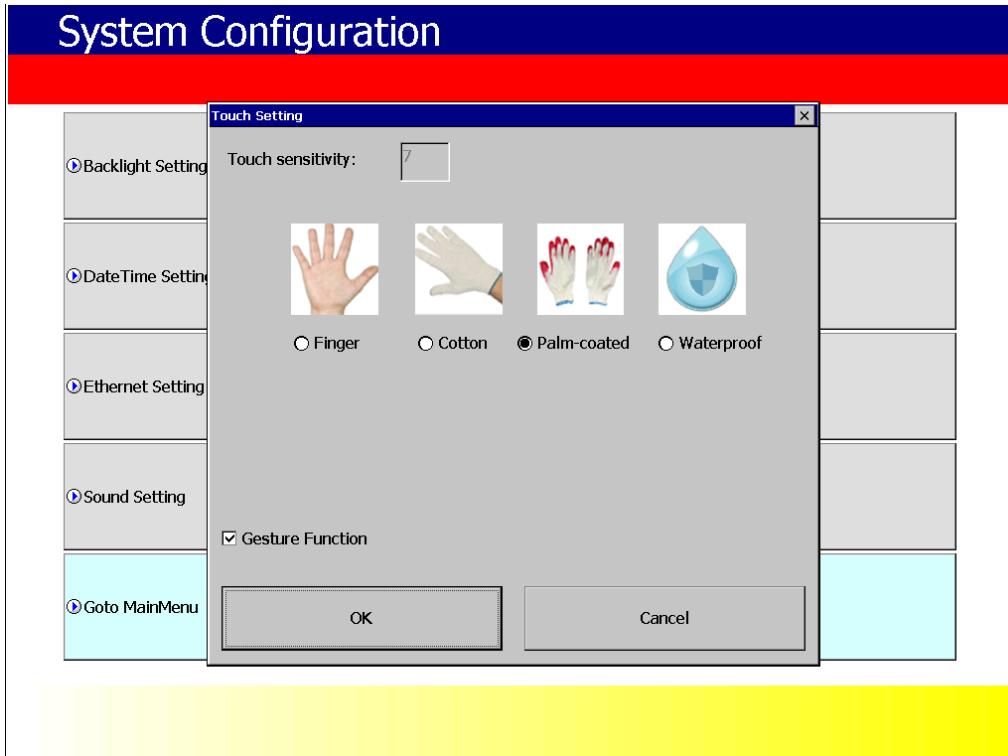 System Configuration
Touch Setting
Backlight Setting
Touch sensitivity:
7
DateTime Settin
Finger
Cotton
Palm-coated
Waterproof
Ethernet Setting
Sound Setting
Gesture Function
Goto MainMenu
OK
Cancel